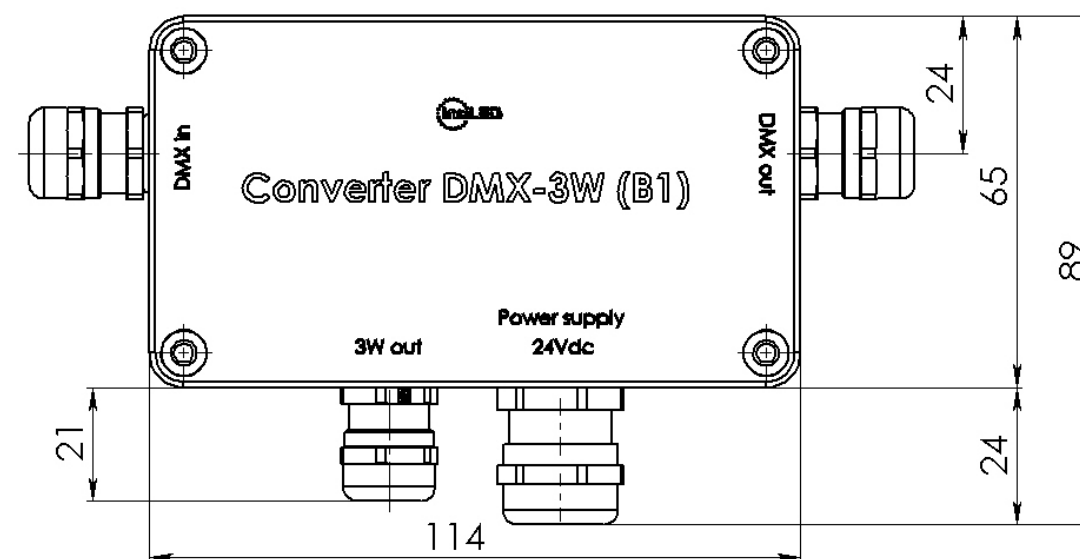 24
DMX in
DMX out
Converter DMX-3W (B1)
65
89
Power supply
3W out
24Vdc
21
24
114